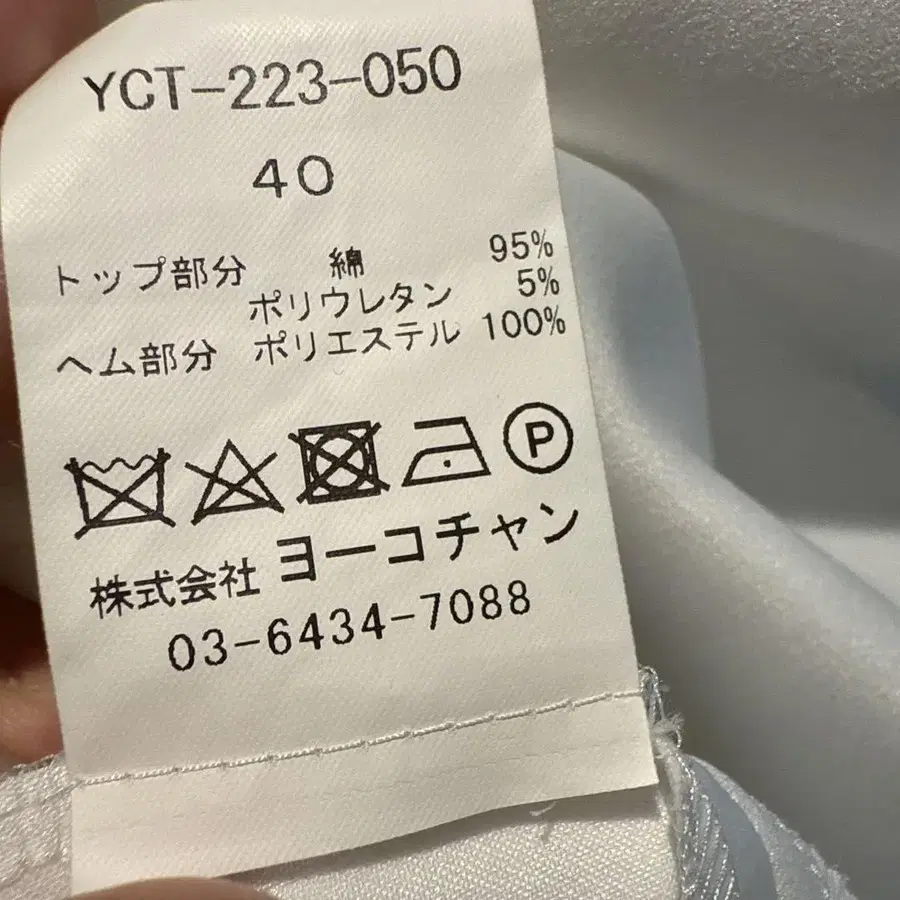 YCT-223-050
40
トップ部分 綿 95%
ポリウレタン 5%
ヘム部分 ポリエステル 100%
P
株式会社 ヨーコチャン
03-6434-7088